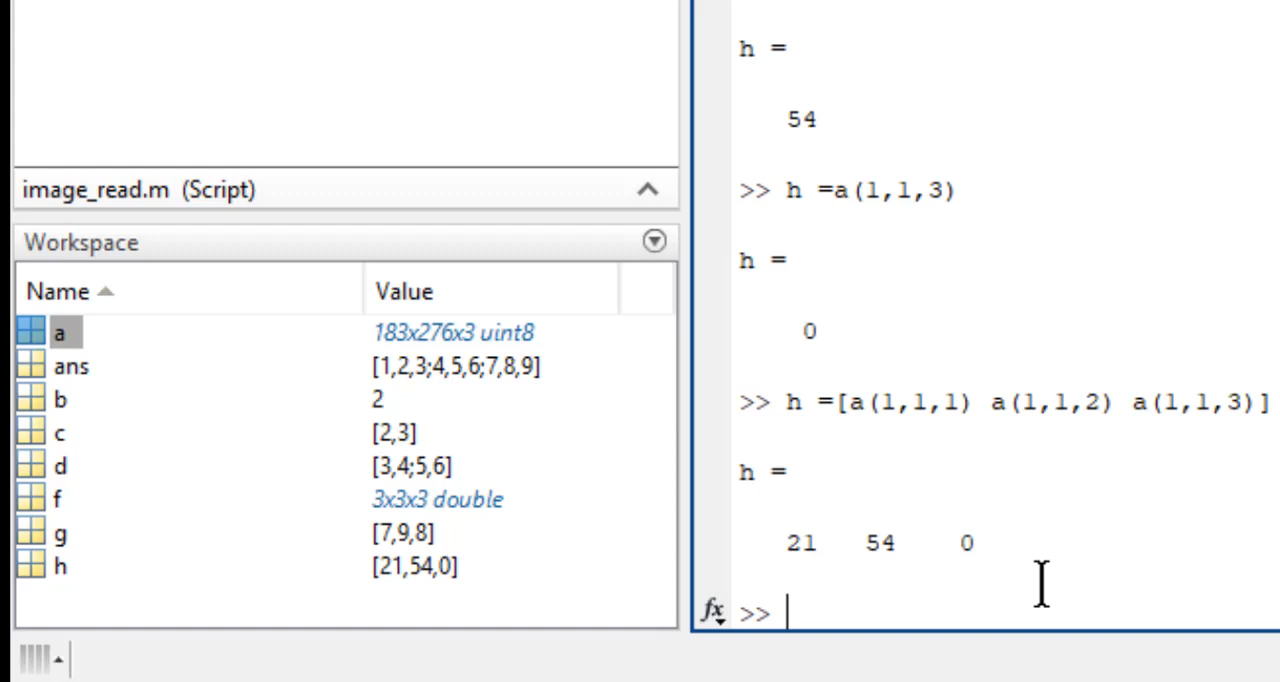 image_read.m (Script)
Workspace
Name Value
a 183x276x3 uint8
ans [1,2,3;4,5,6;7,8,9]
b 2
c [2,3]
d [3,4;5,6]
f 3x3x3 double
g [7,9,8]
h [21,54,0]
h =
54
>> h =a(1,1,3)
h =
0
>> h =[a(1,1,1) a(1,1,2) a(1,1,3)]
h =
21 54 0
fx >>